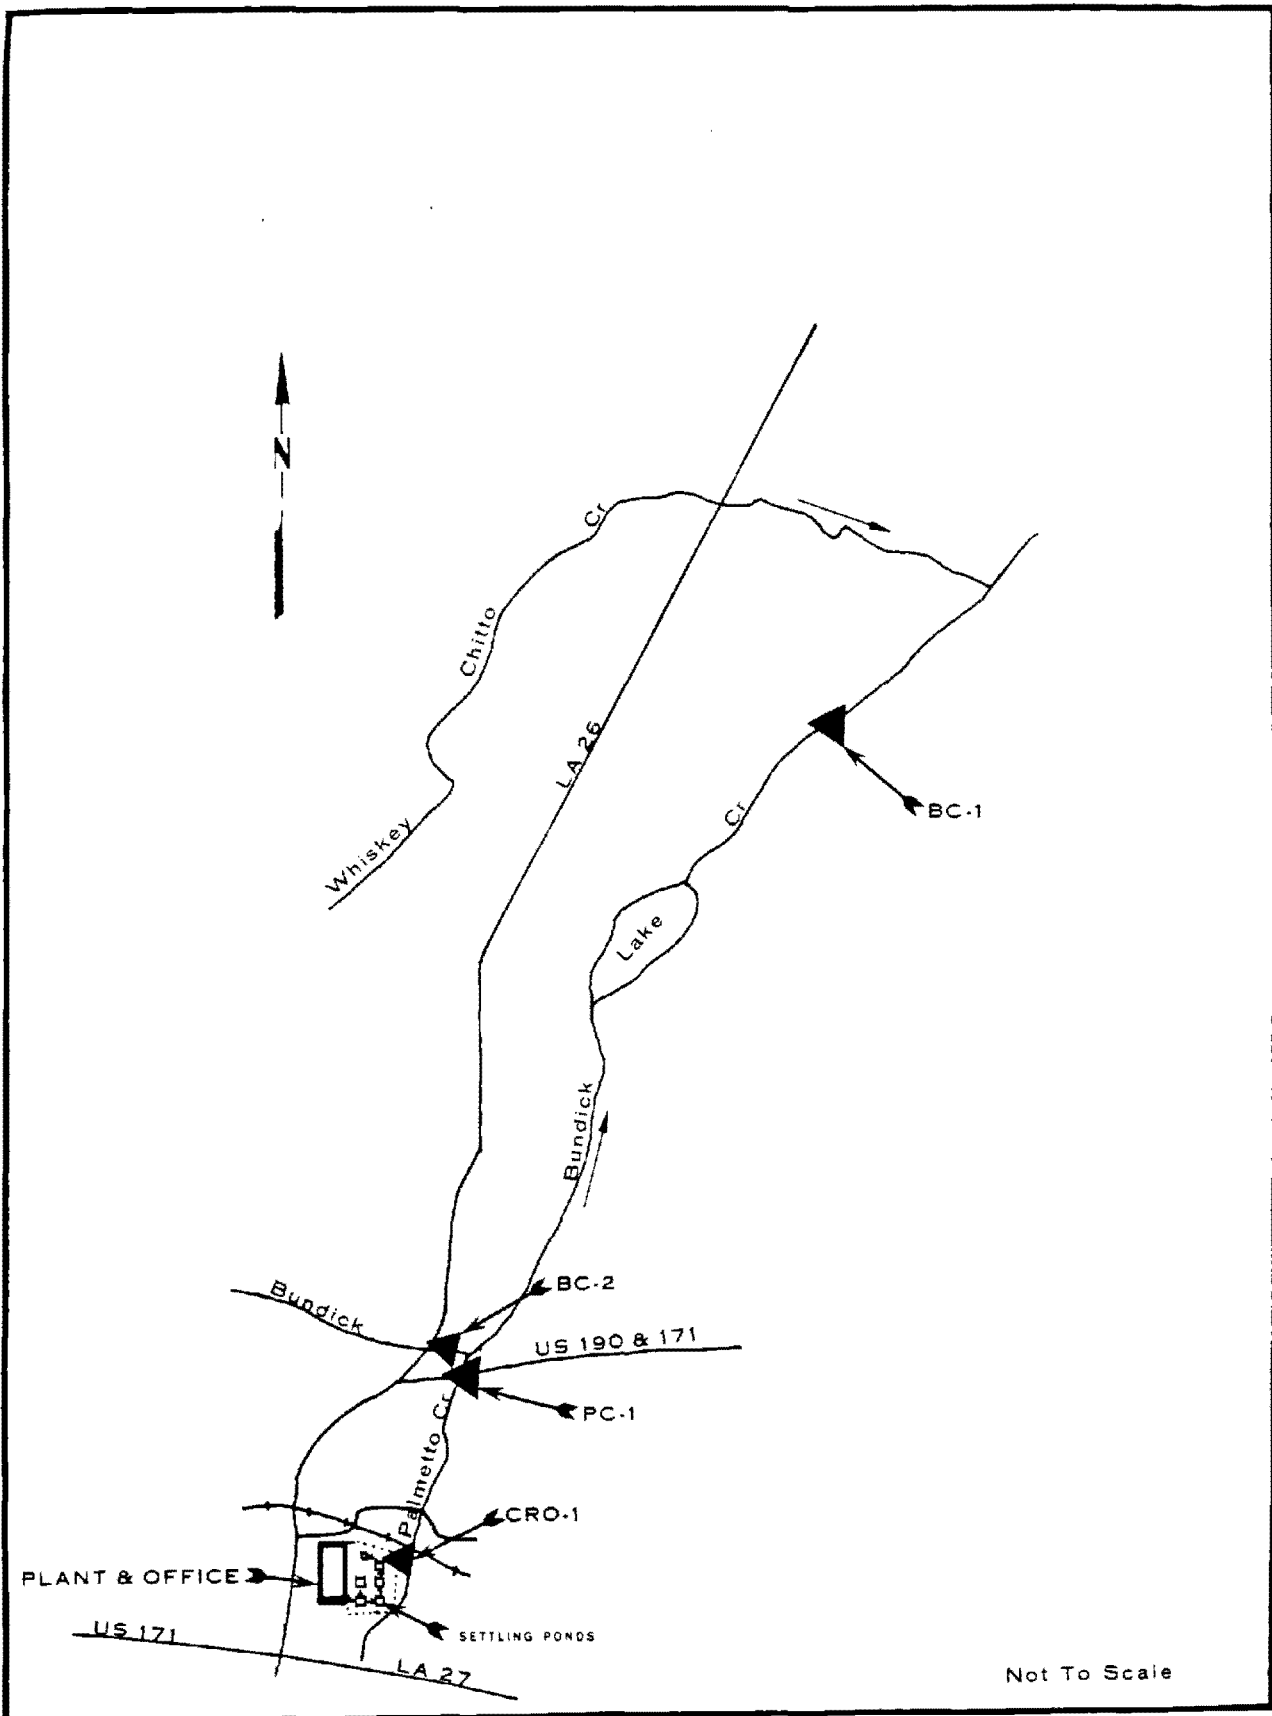 N
Whiskey Chitto Cr
LA 26
BC-1
Cr
Lake
Bundick
BC-2
Bundick
US 190 & 171
PC-1
Palmetto Cr
CRO-1
PLANT & OFFICE
SETTLING PONDS
US 171
LA 27
Not To Scale